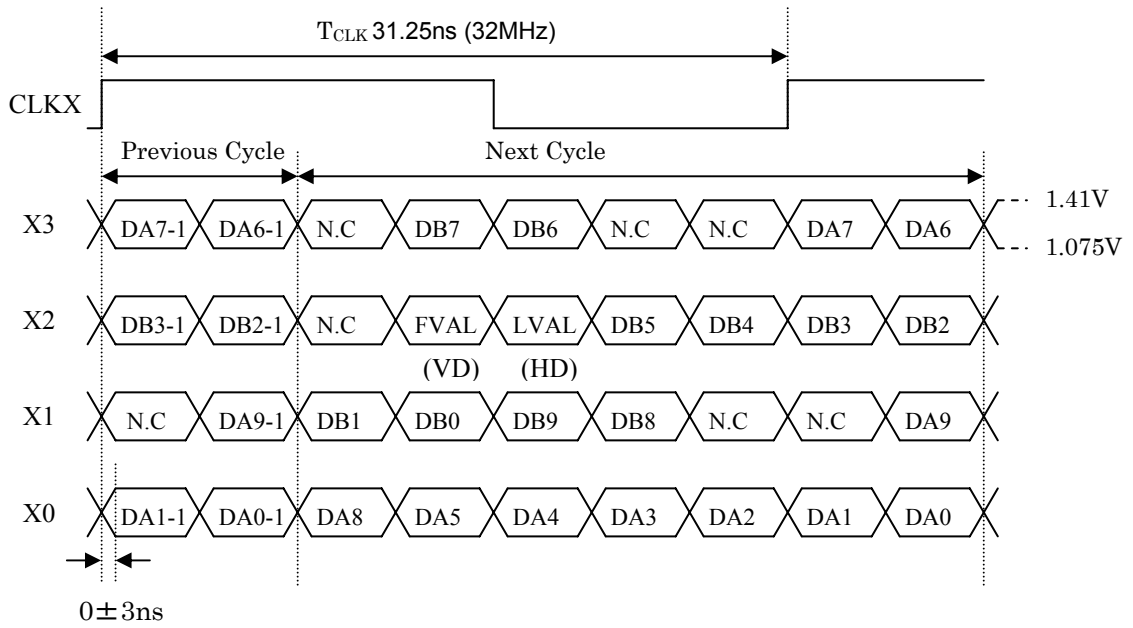 TCLK 31.25ns (32MHz)
CLKX
Previous Cycle Next Cycle
X3 DA7-1 DA6-1 N.C DB7 DB6 N.C N.C DA7 DA6 1.41V
1.075V
X2 DB3-1 DB2-1 N.C FVAL LVAL DB5 DB4 DB3 DB2
(VD) (HD)
X1 N.C DA9-1 DB1 DB0 DB9 DB8 N.C N.C DA9
X0 DA1-1 DA0-1 DA8 DA5 DA4 DA3 DA2 DA1 DA0
0±3ns